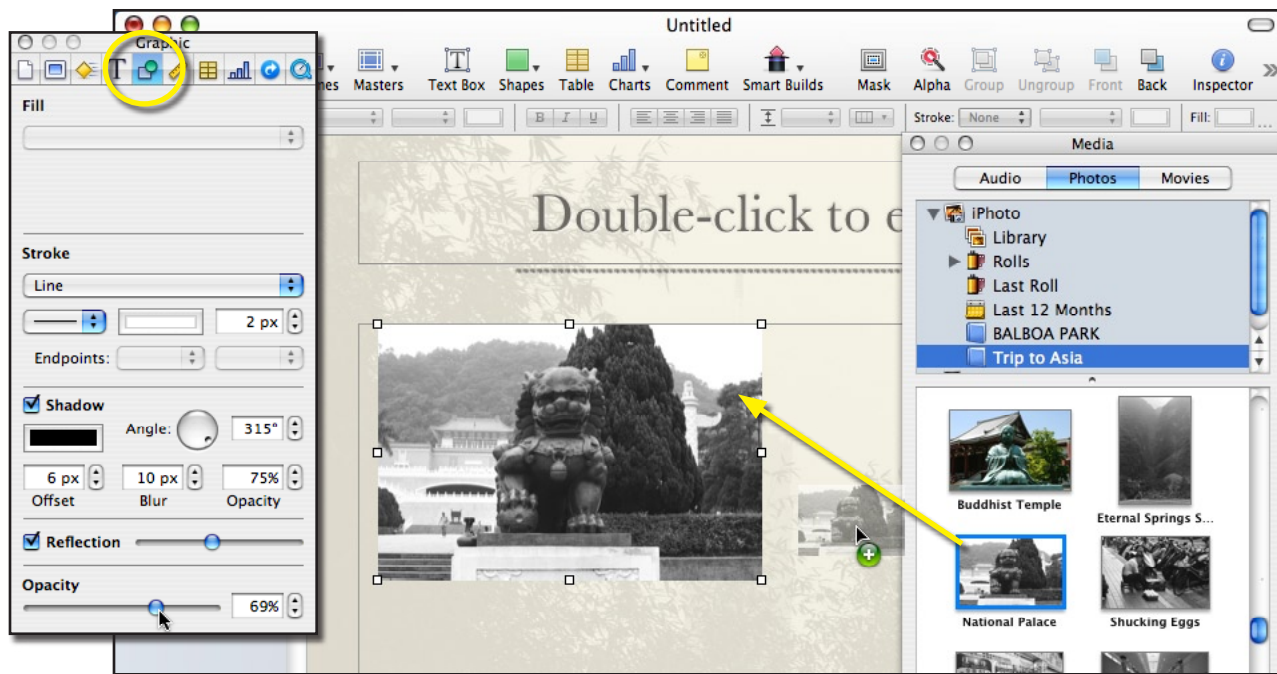 Untitled
Graphic
T
nes Masters T Text Box Shapes Table Charts Comment Smart Builds Mask Alpha Group Ungroup Front Back Inspector
B I U Stroke: None Fill:
Fill
Stroke
Line
2 px
Endpoints:
Shadow
Angle: 315°
6 px 10 px 75%
Offset Blur Opacity
Reflection
Opacity
69%
Double-click to e
Media
Audio Photos Movies
iPhoto
Library
Rolls
Last Roll
Last 12 Months
BALBOA PARK
Trip to Asia
Buddhist Temple Eternal Springs S...
National Palace Shucking Eggs